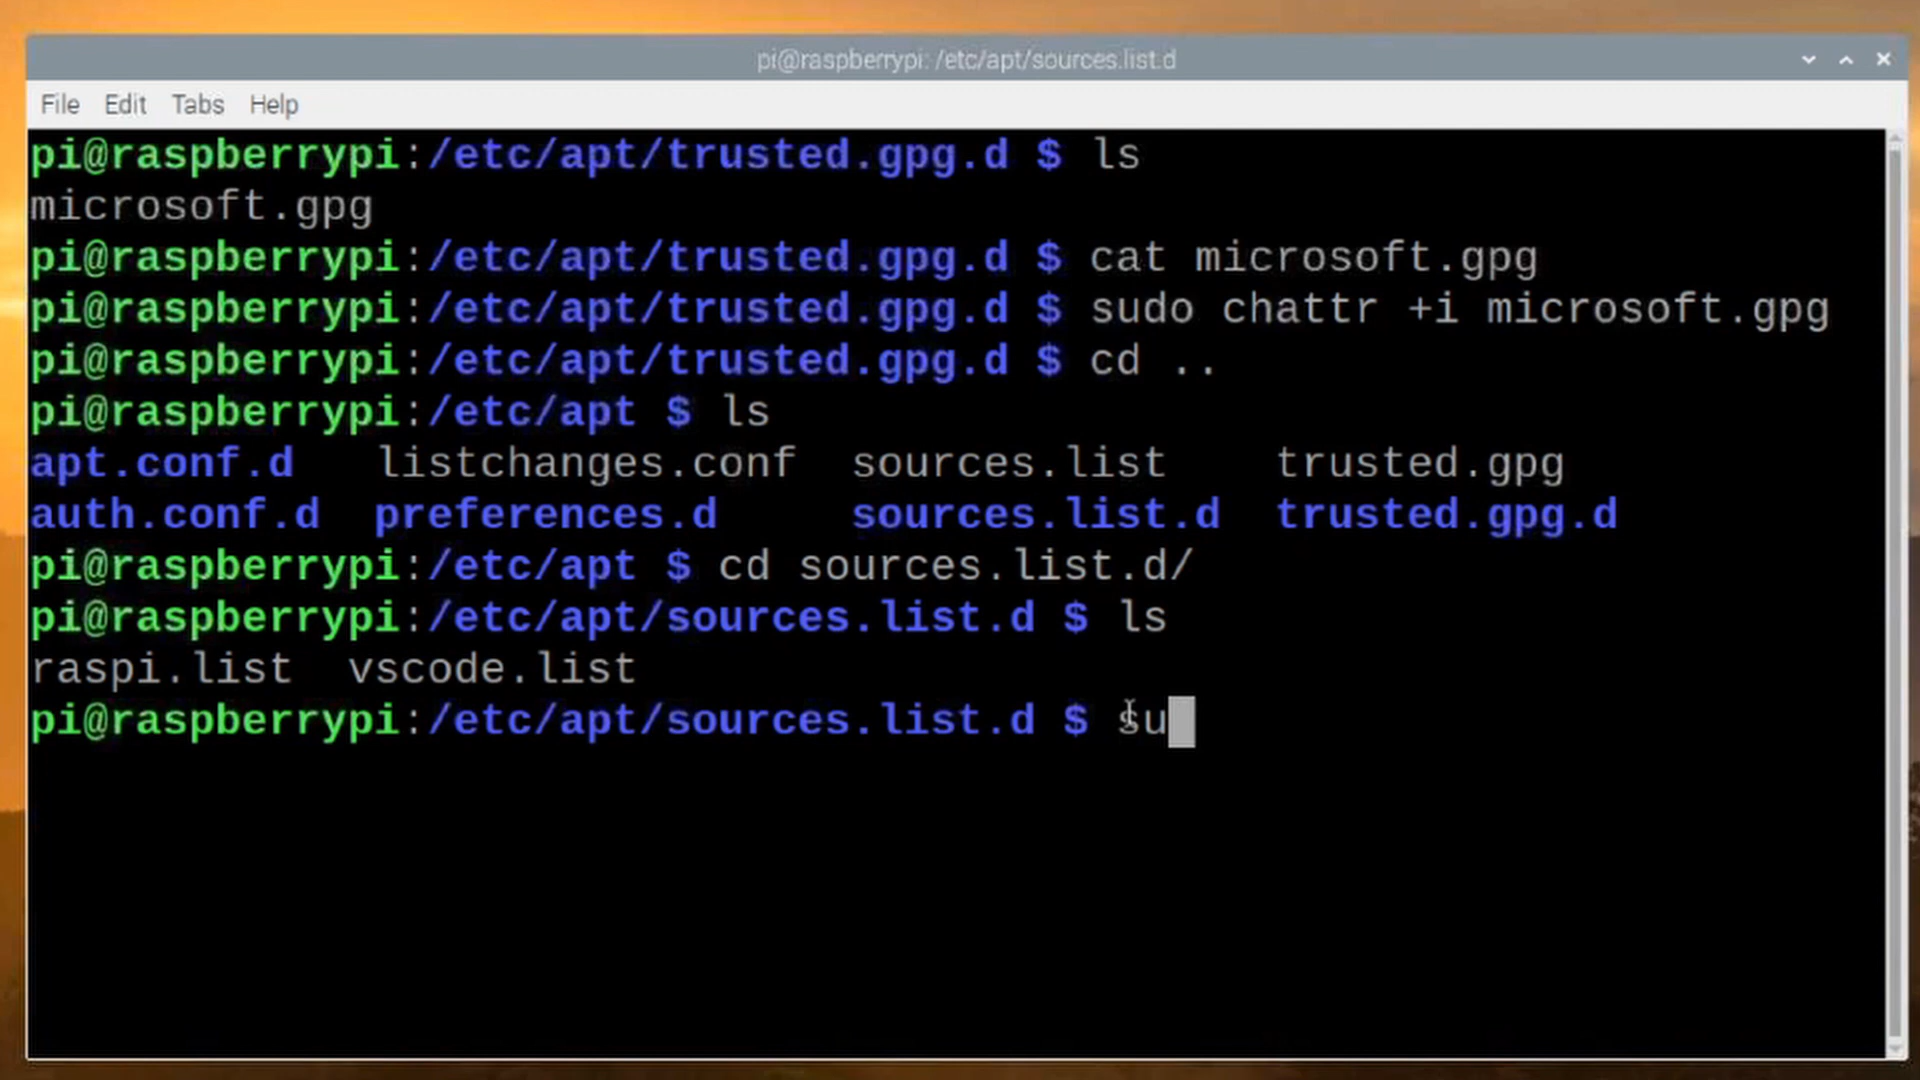 pi@raspberrypi: /etc/apt/sources.list.d
File Edit Tabs Help
pi@raspberrypi:/etc/apt/trusted.gpg.d $ ls
microsoft.gpg
pi@raspberrypi:/etc/apt/trusted.gpg.d $ cat microsoft.gpg
pi@raspberrypi:/etc/apt/trusted.gpg.d $ sudo chattr +i microsoft.gpg
pi@raspberrypi:/etc/apt/trusted.gpg.d $ cd ..
pi@raspberrypi:/etc/apt $ ls
apt.conf.d listchanges.conf sources.list trusted.gpg
auth.conf.d preferences.d sources.list.d trusted.gpg.d
pi@raspberrypi:/etc/apt $ cd sources.list.d/
pi@raspberrypi:/etc/apt/sources.list.d $ ls
raspi.list vscode.list
pi@raspberrypi:/etc/apt/sources.list.d $ su